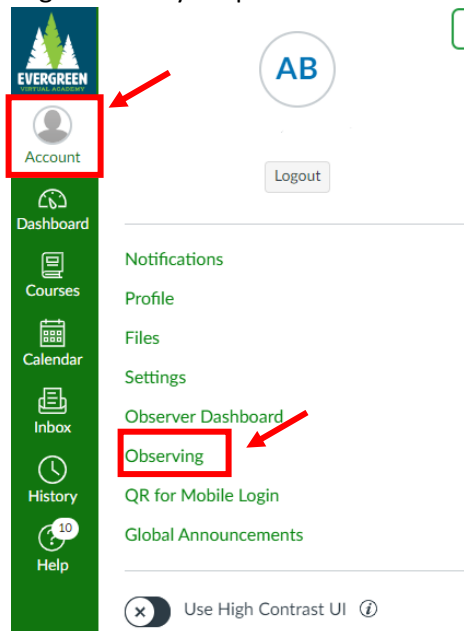 EVERGREEN
VIRTUAL ACADEMY
Account
Dashboard
Courses
Calendar
Inbox
History
10
Help
AB
Logout
Notifications
Profile
Files
Settings
Observer Dashboard
Observing
QR for Mobile Login
Global Announcements
Use High Contrast UI